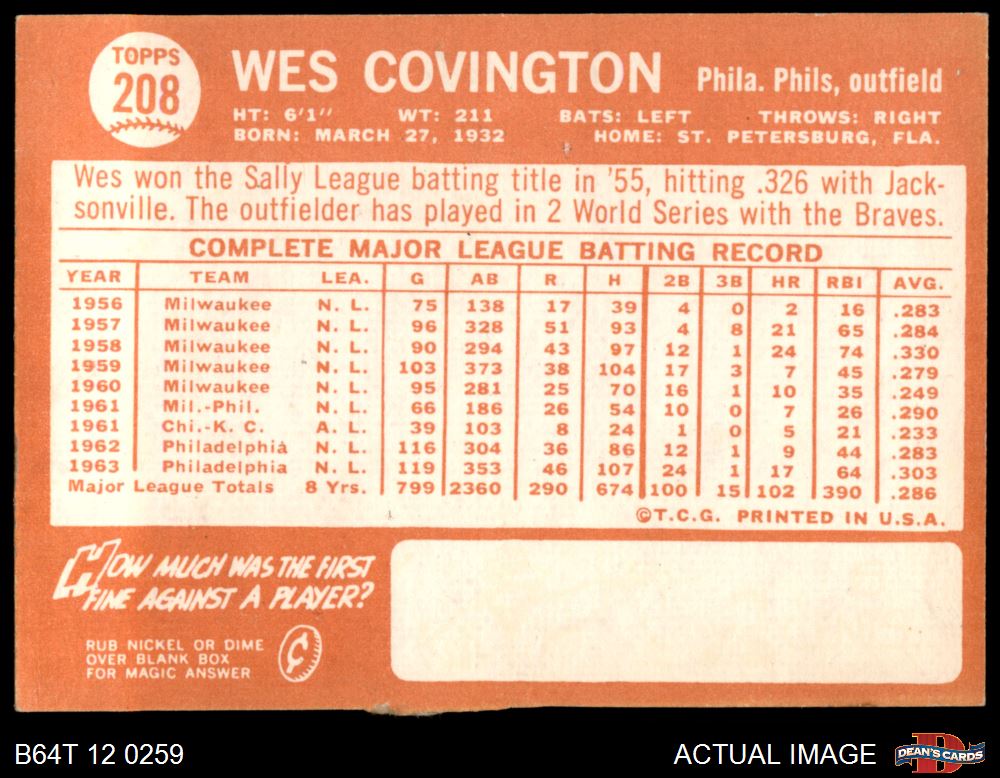 TOPPS
208
WES COVINGTON Phila. Phils, outfield
HT: 6'1" WT: 211 BATS: LEFT THROWS: RIGHT
BORN: MARCH 27, 1932 HOME: ST. PETERSBURG, FLA.
Wes won the Sally League batting title in '55, hitting .326 with Jack-
sonville. The outfielder has played in 2 World Series with the Braves.
COMPLETE MAJOR LEAGUE BATTING RECORD
YEAR TEAM LEA. G AB R H 2B 3B HR RBI AVG.
1956 Milwaukee N. L. 75 138 17 39 4 0 2 16 .283
1957 Milwaukee N. L. 96 328 51 93 4 8 21 65 .284
1958 Milwaukee N. L. 90 294 43 97 12 1 24 74 .330
1959 Milwaukee N. L. 103 373 38 104 17 3 7 45 .279
1960 Milwaukee N. L. 95 281 25 70 16 1 10 35 .249
1961 Mil.-Phil. N. L. 66 186 26 54 10 0 7 26 .290
1961 Chi.-K. C. A. L. 39 103 8 24 1 0 5 21 .233
1962 Philadelphia N. L. 116 304 36 86 12 1 9 44 .283
1963 Philadelphia N. L. 119 353 46 107 24 1 17 64 .303
Major League Totals 8 Yrs. 799 2360 290 674 100 15 102 390 .286
©T.C.G. PRINTED IN U.S.A.
HOW MUCH WAS THE FIRST
FINE AGAINST A PLAYER?
RUB NICKEL OR DIME
OVER BLANK BOX
FOR MAGIC ANSWER
¢
B64T 12 0259 ACTUAL IMAGE DEAN'S CARDS